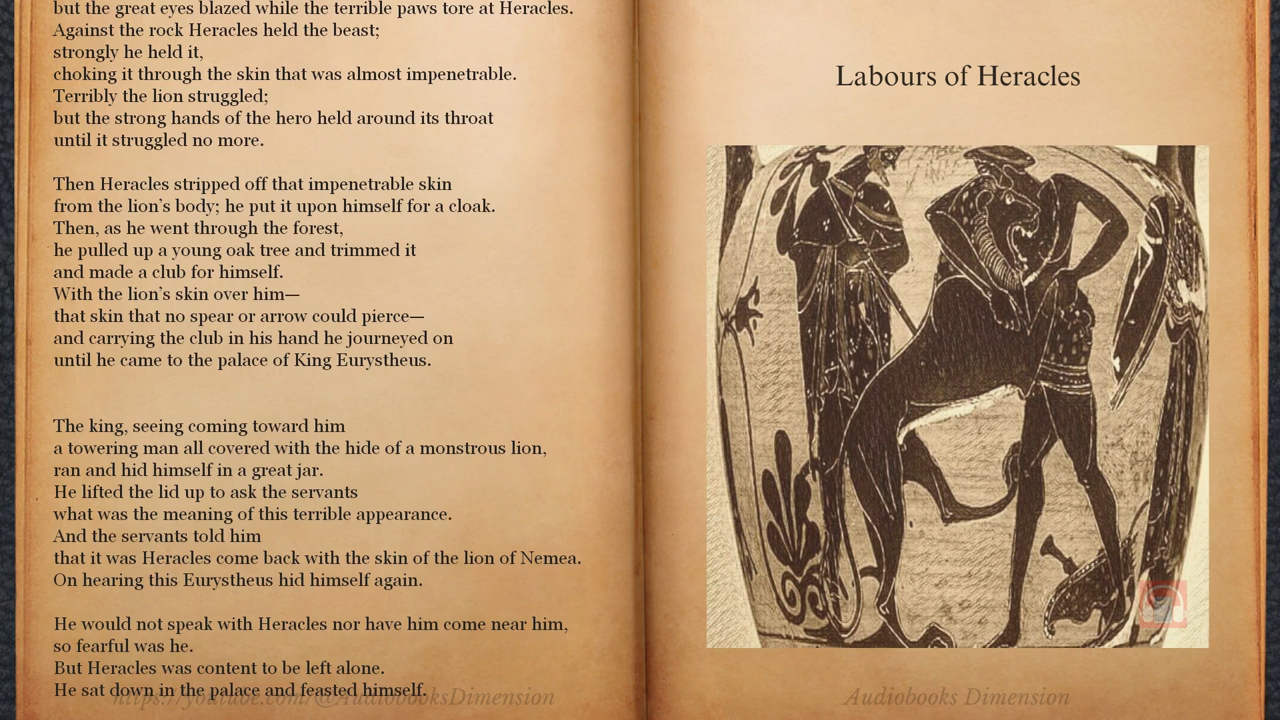 but the great eyes blazed while the terrible paws tore at Heracles.
Against the rock Heracles held the beast;
strongly he held it,
choking it through the skin that was almost impenetrable.
Terribly the lion struggled;
but the strong hands of the hero held around its throat
until it struggled no more.
Then Heracles stripped off that impenetrable skin
from the lion’s body; he put it upon himself for a cloak.
Then, as he went through the forest,
he pulled up a young oak tree and trimmed it
and made a club for himself.
With the lion’s skin over him—
that skin that no spear or arrow could pierce—
and carrying the club in his hand he journeyed on
until he came to the palace of King Eurystheus.
The king, seeing coming toward him
a towering man all covered with the hide of a monstrous lion,
ran and hid himself in a great jar.
He lifted the lid up to ask the servants
what was the meaning of this terrible appearance.
And the servants told him
that it was Heracles come back with the skin of the lion of Nemea.
On hearing this Eurystheus hid himself again.
He would not speak with Heracles nor have him come near him,
so fearful was he.
But Heracles was content to be left alone.
He sat down in the palace and feasted himself.
https://youtube.com/@AudiobooksDimension
Labours of Heracles
Audiobooks Dimension